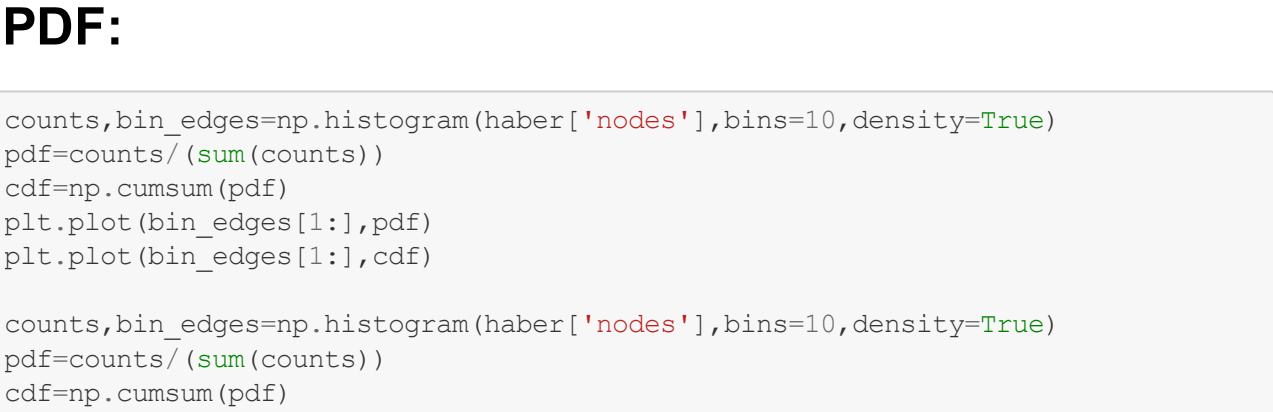 PDF:
counts,bin_edges=np.histogram(haber['nodes'],bins=10,density=True)
pdf=counts/(sum(counts))
cdf=np.cumsum(pdf)
plt.plot(bin_edges[1:],pdf)
plt.plot(bin_edges[1:],cdf)
counts,bin_edges=np.histogram(haber['nodes'],bins=10,density=True)
pdf=counts/(sum(counts))
cdf=np.cumsum(pdf)